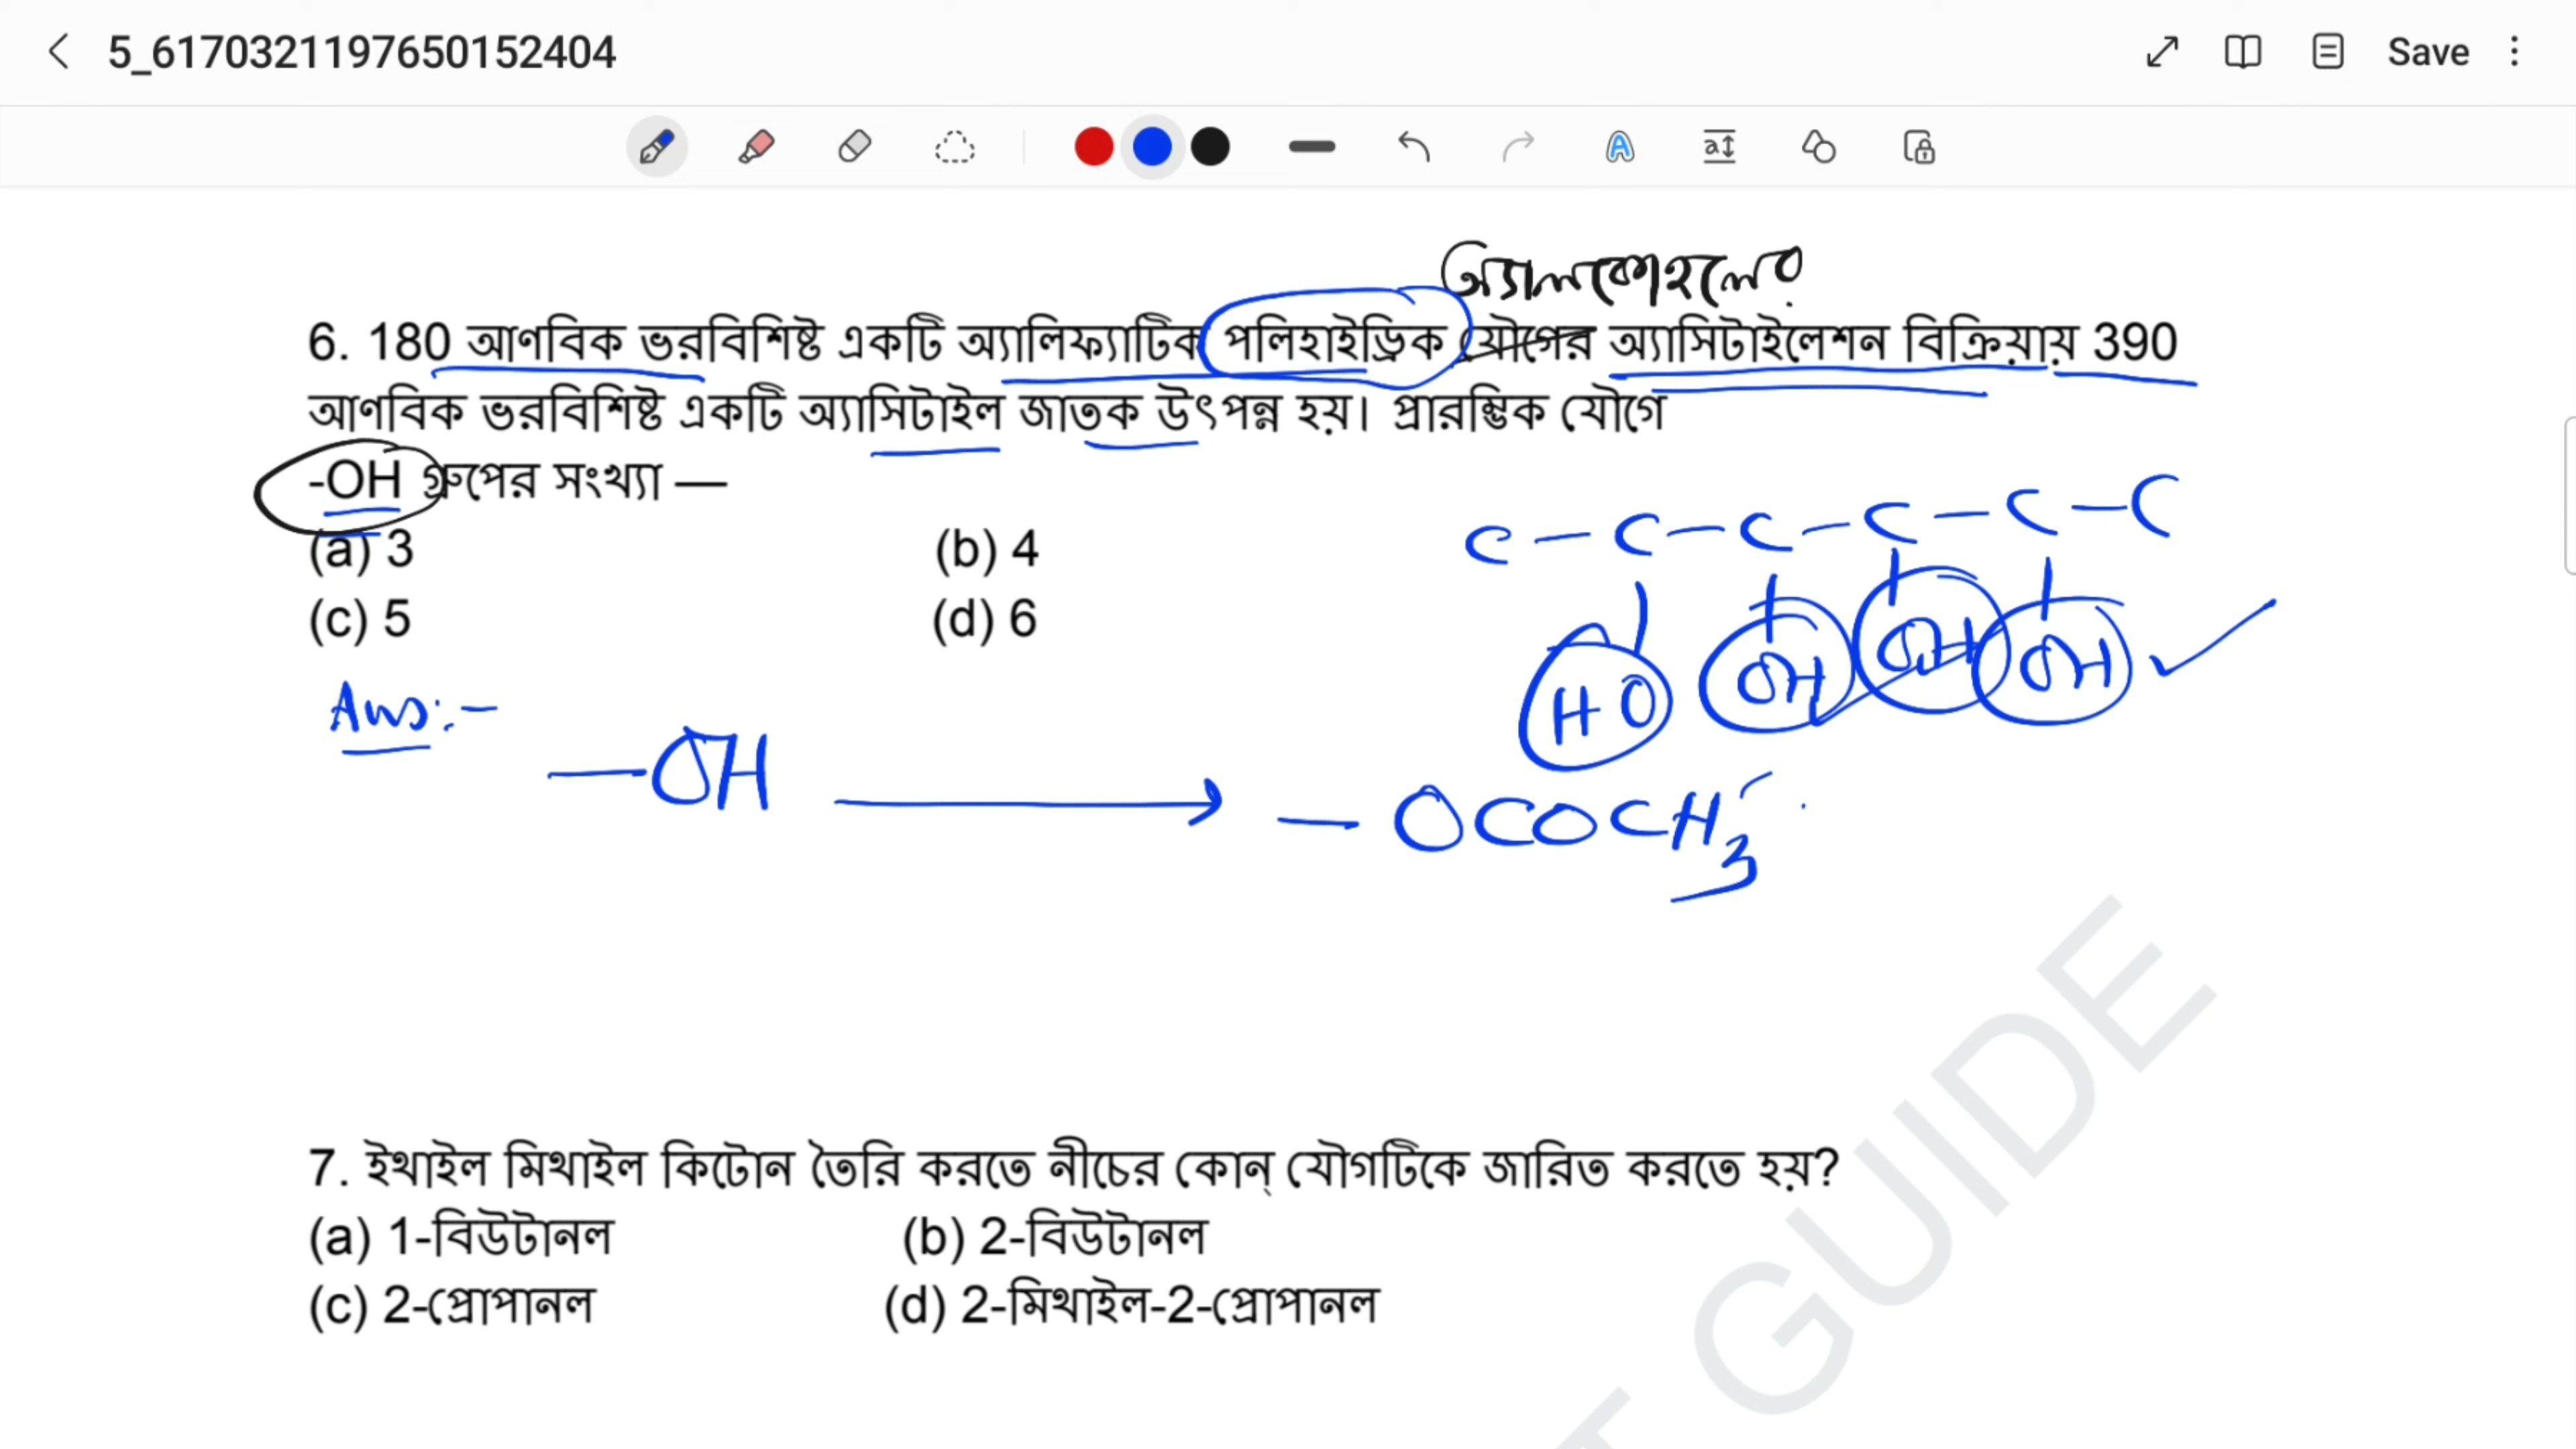 5_6170321197650152404
Save
অ্যালকোহলের
6. 180 আণবিক ভরবিশিষ্ট একটি অ্যালিফ্যাটিক পলিহাইড্রিক যৌগের অ্যাসিটাইলেশন বিক্রিয়ায় 390
আণবিক ভরবিশিষ্ট একটি অ্যাসিটাইল জাতক উৎপন্ন হয়। প্রারম্ভিক যৌগে
-OH গ্রুপের সংখ্যা —
C – C – C – C – C – C
(a) 3 (b) 4
(c) 5 (d) 6
HO OH OH OH
Ans:-
—OH → — OCOCH3
7. ইথাইল মিথাইল কিটোন তৈরি করতে নীচের কোন্ যৌগটিকে জারিত করতে হয়?
(a) 1-বিউটানল (b) 2-বিউটানল
(c) 2-প্রোপানল (d) 2-মিথাইল-2-প্রোপানল
GUIDE